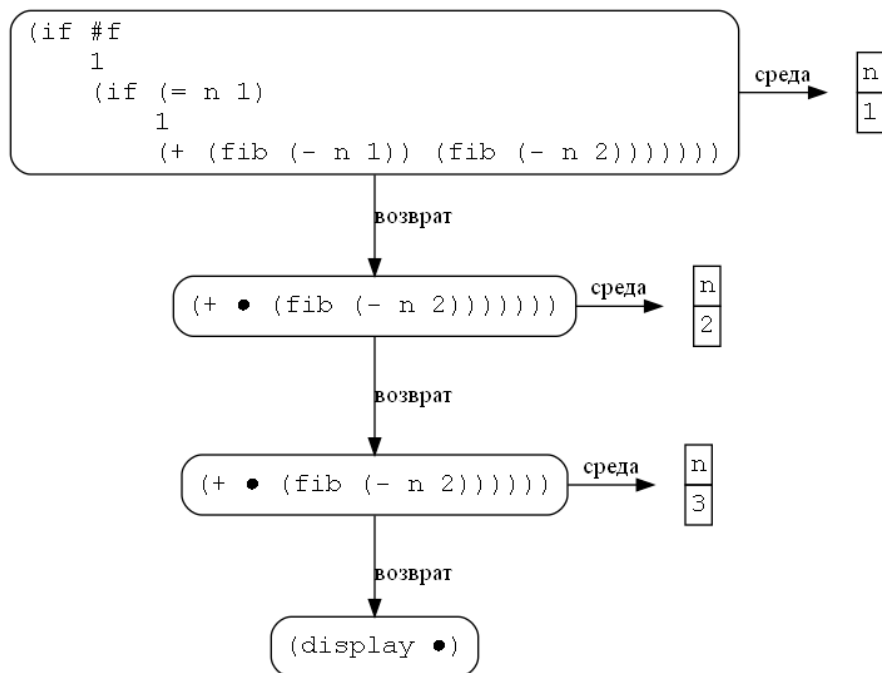 (if #f
1
(if (= n 1)
1
(+ (fib (- n 1)) (fib (- n 2)))))))
среда
n
1
возврат
(+ ● (fib (- n 2)))))))
среда
n
2
возврат
(+ ● (fib (- n 2))))))
среда
n
3
возврат
(display ●)